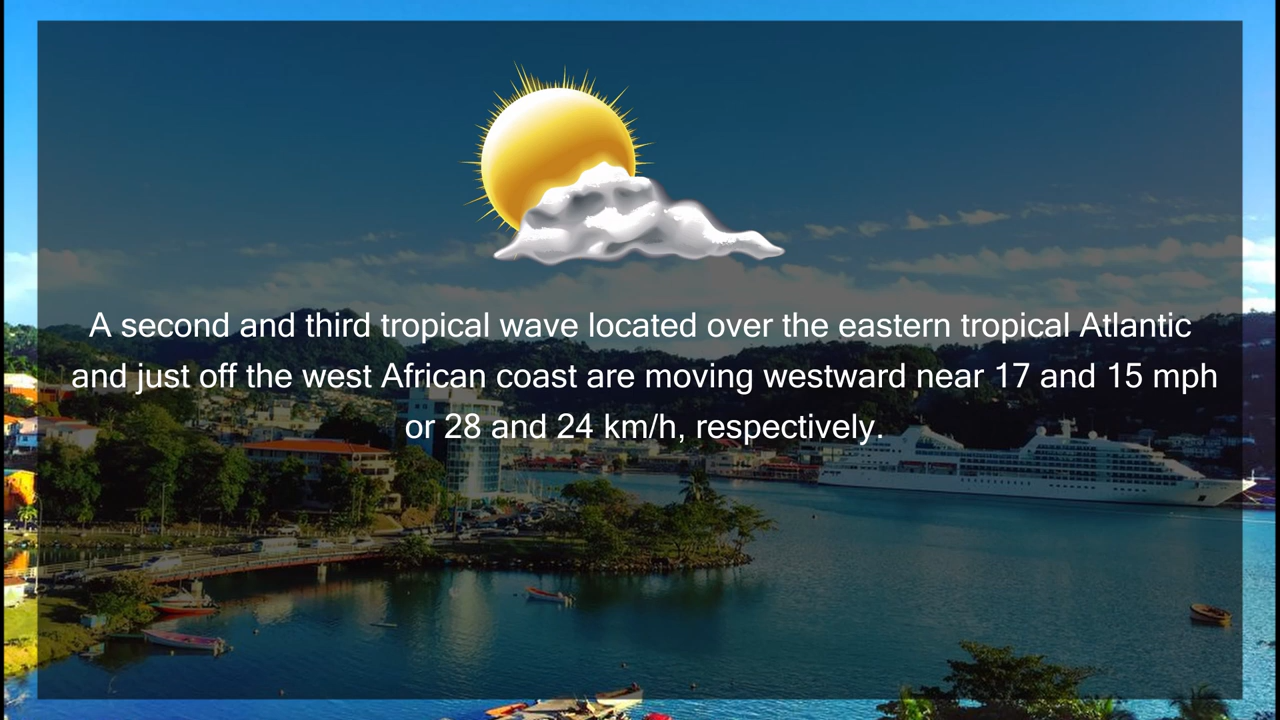 A second and third tropical wave located over the eastern tropical Atlantic
and just off the west African coast are moving westward near 17 and 15 mph
or 28 and 24 km/h, respectively.